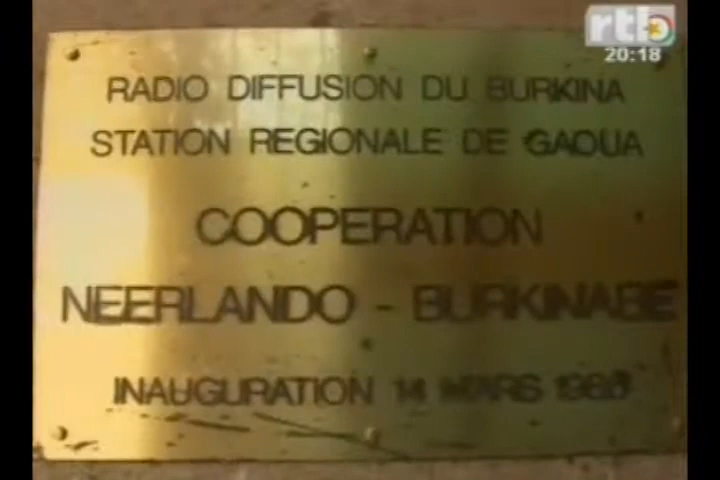 rtb
20:18
RADIO DIFFUSION DU BURKINA
STATION REGIONALE DE GAOUA
COOPERATION
NEERLANDO - BURKINABE
INAUGURATION 14 MARS